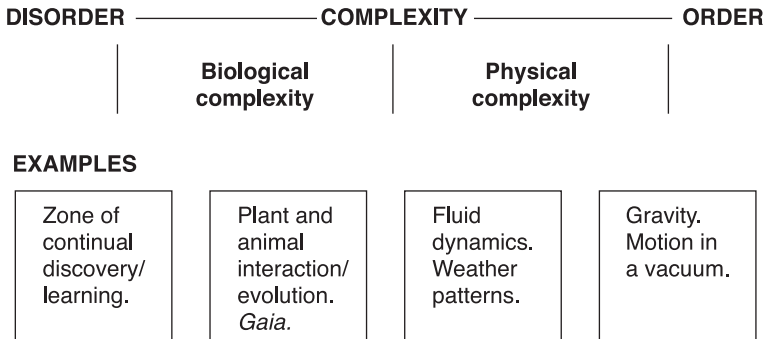 DISORDER COMPLEXITY ORDER
Biological
complexity
Physical
complexity
EXAMPLES
Zone of
continual
discovery/
learning.
Plant and
animal
interaction/
evolution.
Gaia.
Fluid
dynamics.
Weather
patterns.
Gravity.
Motion in
a vacuum.